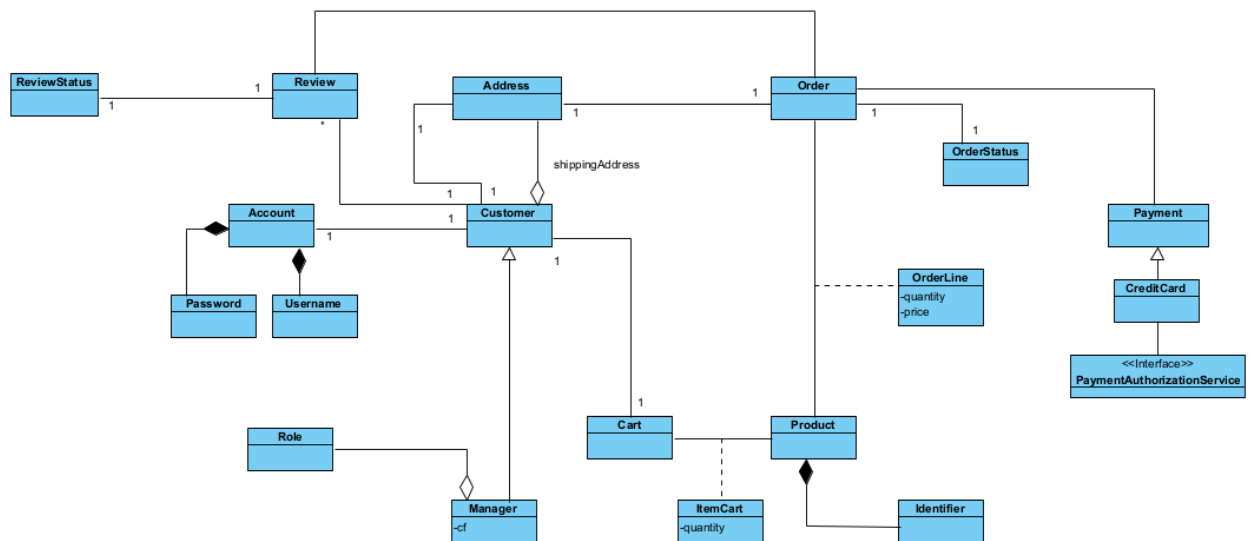 ReviewStatus
1
1
Review
*
Address
1
1
1
Order
1
1
OrderStatus
shippingAddress
1
1
Account
1
1
Customer
1
Payment
Password
Username
OrderLine
-quantity
-price
CreditCard
<<Interface>>
PaymentAuthorizationService
1
Role
Cart
Product
Manager
-cf
ItemCart
-quantity
Identifier